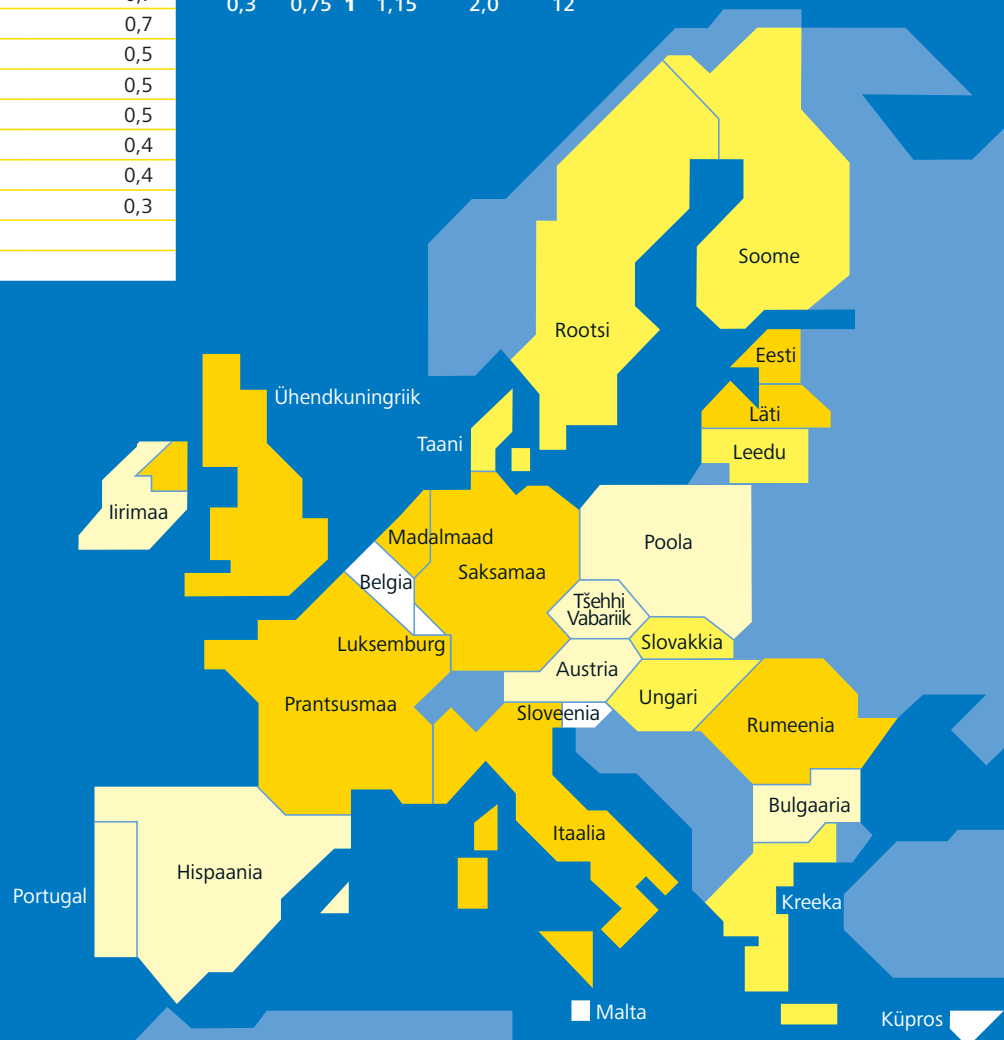 0,3 0,75 1 1,15 2,0 12
0,7
0,5
0,5
0,5
0,4
0,4
0,3
Soome
Rootsi
Eesti
Ühendkuningriik
Läti
Taani
Leedu
Iirimaa
Madalmaad
Poola
Saksamaa
Belgia
Tšehhi
Vabariik
Luksemburg
Slovakkia
Austria
Ungari
Prantsusmaa
Sloveenia
Rumeenia
Bulgaaria
Itaalia
Hispaania
Portugal
Kreeka
Malta
Küpros